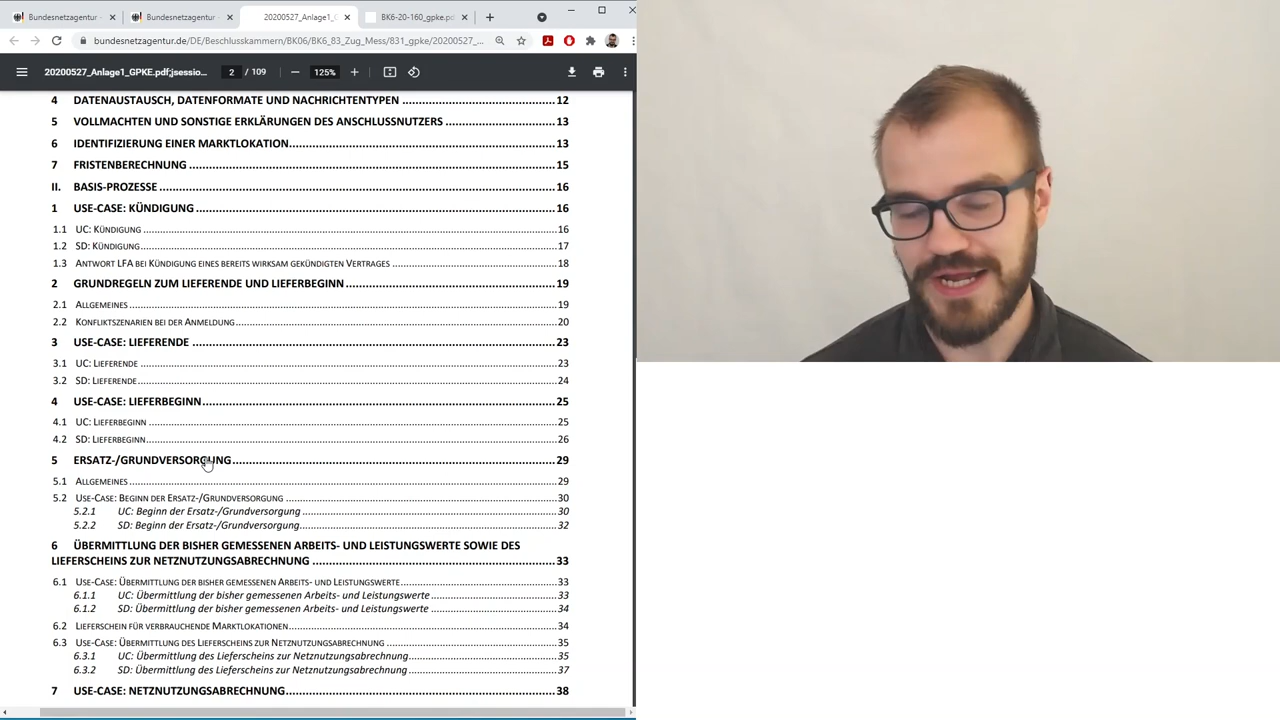 Bundesnetzagentur -
Bundesnetzagentur -
20200527_Anlage1_G
BK6-20-160_gpke.pd
bundesnetzagentur.de/DE/Beschlusskammern/BK06/BK6_83_Zug_Mess/831_gpke/20200527_...
20200527_Anlage1_GPKE.pdf;jsessio...
2 / 109
125%
4 DATENAUSTAUSCH, DATENFORMATE UND NACHRICHTENTYPEN 12
5 VOLLMACHTEN UND SONSTIGE ERKLÄRUNGEN DES ANSCHLUSSNUTZERS 13
6 IDENTIFIZIERUNG EINER MARKTLOKATION 13
7 FRISTENBERECHNUNG 15
II. BASIS-PROZESSE 16
1 USE-CASE: KÜNDIGUNG 16
1.1 UC: KÜNDIGUNG 16
1.2 SD: KÜNDIGUNG 17
1.3 ANTWORT LFA BEI KÜNDIGUNG EINES BEREITS WIRKSAM GEKÜNDIGTEN VERTRAGES 18
2 GRUNDREGELN ZUM LIEFERENDE UND LIEFERBEGINN 19
2.1 ALLGEMEINES 19
2.2 KONFLIKTSZENARIEN BEI DER ANMELDUNG 20
3 USE-CASE: LIEFERENDE 23
3.1 UC: LIEFERENDE 23
3.2 SD: LIEFERENDE 24
4 USE-CASE: LIEFERBEGINN 25
4.1 UC: LIEFERBEGINN 25
4.2 SD: LIEFERBEGINN 26
5 ERSATZ-/GRUNDVERSORGUNG 29
5.1 ALLGEMEINES 29
5.2 USE-CASE: BEGINN DER ERSATZ-/GRUNDVERSORGUNG 30
5.2.1 UC: Beginn der Ersatz-/Grundversorgung 30
5.2.2 SD: Beginn der Ersatz-/Grundversorgung 32
6 ÜBERMITTLUNG DER BISHER GEMESSENEN ARBEITS- UND LEISTUNGSWERTE SOWIE DES
LIEFERSCHEINS ZUR NETZNUTZUNGSABRECHNUNG 33
6.1 USE-CASE: ÜBERMITTLUNG DER BISHER GEMESSENEN ARBEITS- UND LEISTUNGSWERTE 33
6.1.1 UC: Übermittlung der bisher gemessenen Arbeits- und Leistungswerte 33
6.1.2 SD: Übermittlung der bisher gemessenen Arbeits- und Leistungswerte 34
6.2 LIEFERSCHEIN FÜR VERBRAUCHENDE MARKTLOKATIONEN 34
6.3 USE-CASE: ÜBERMITTLUNG DES LIEFERSCHEINS ZUR NETZNUTZUNGSABRECHNUNG 35
6.3.1 UC: Übermittlung des Lieferscheins zur Netznutzungsabrechnung 35
6.3.2 SD: Übermittlung des Lieferscheins zur Netznutzungsabrechnung 37
7 USE-CASE: NETZNUTZUNGSABRECHNUNG 38